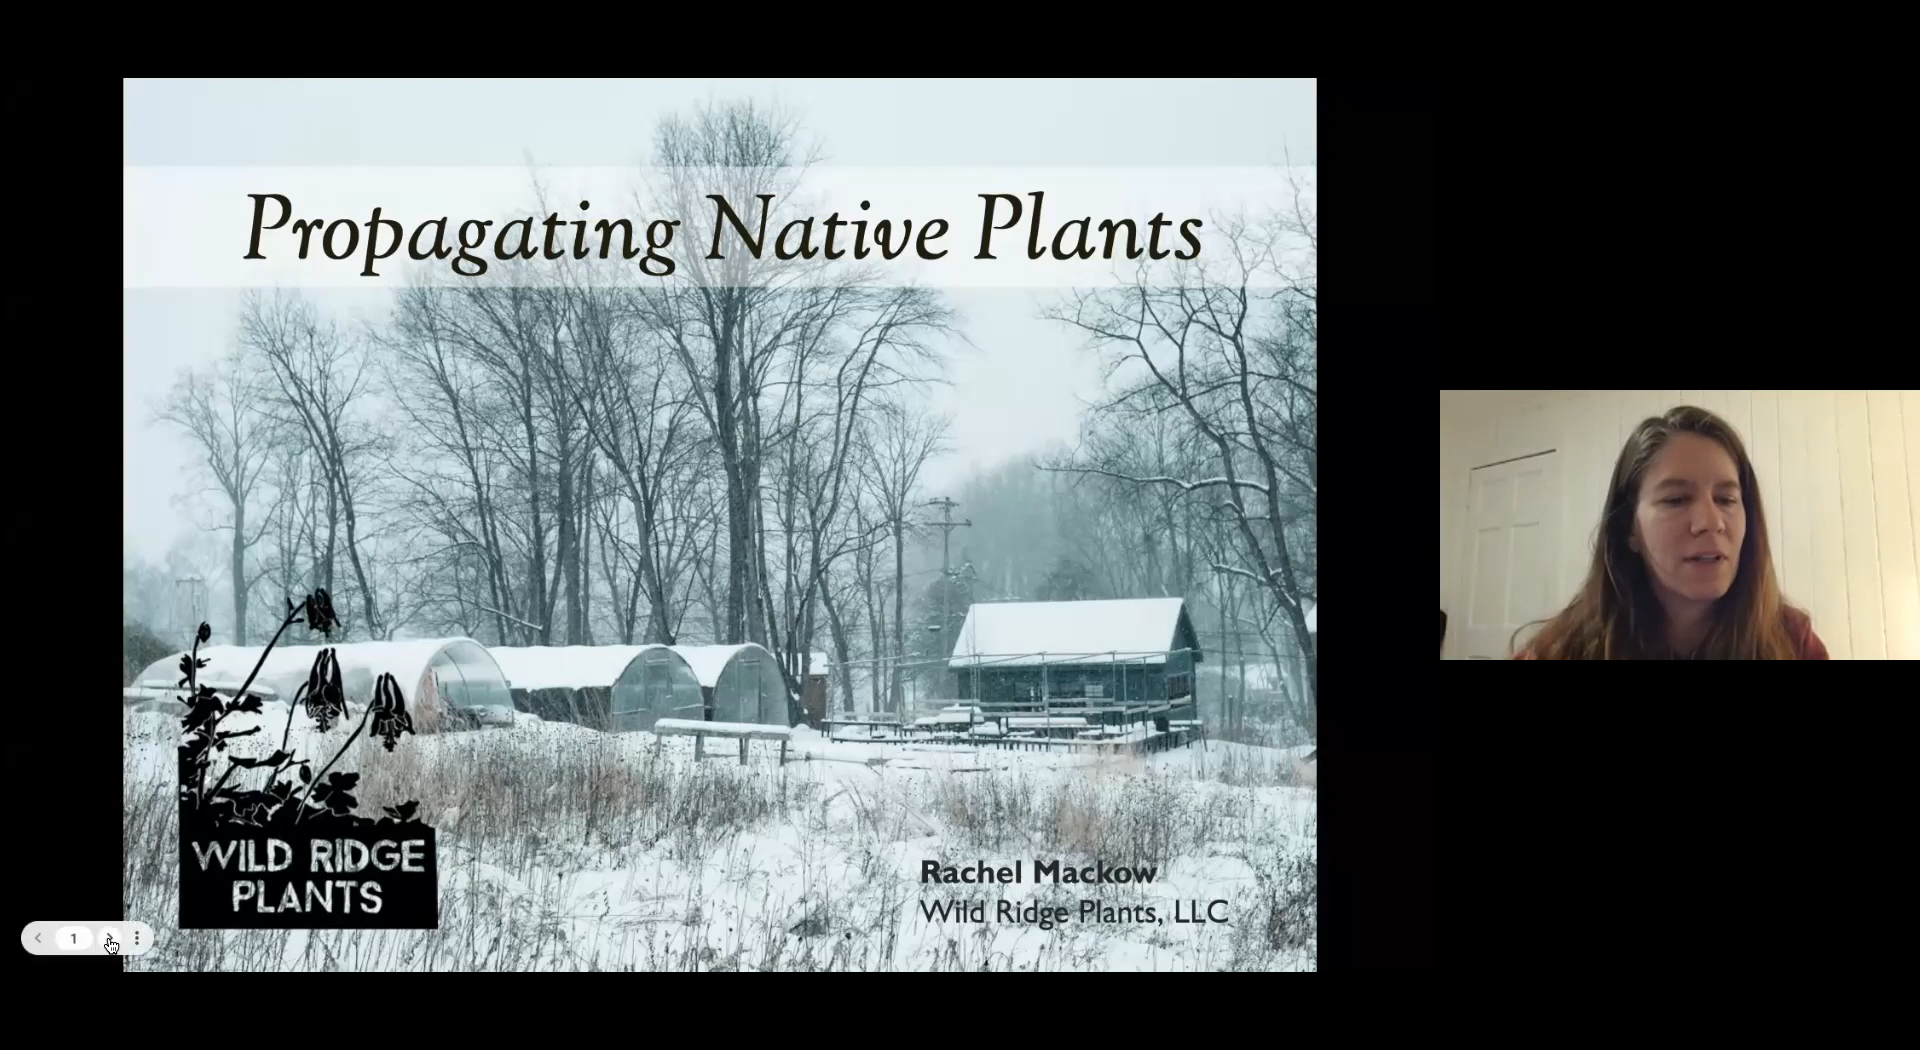 Propagating Native Plants
WILD RIDGE
PLANTS
Rachel Mackow
Wild Ridge Plants, LLC
1